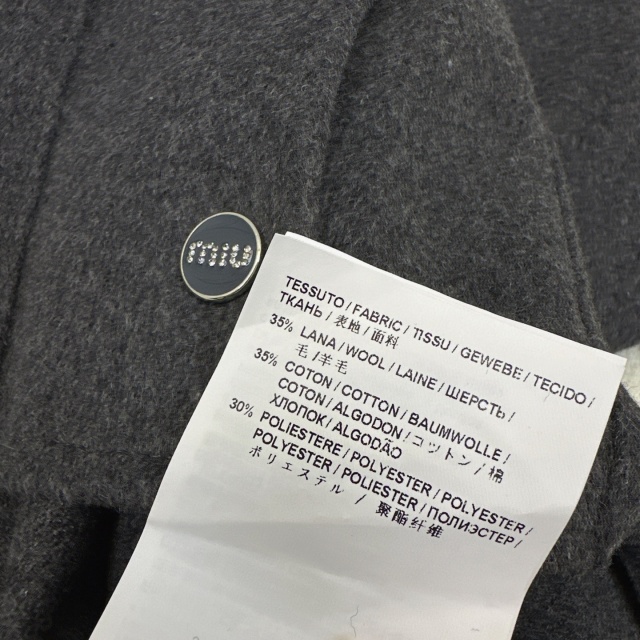 miu
TESSUTO / FABRIC / TISSU / GEWEBE / TECIDO /
ТКАНЬ / 表地 / 面料
35% LANA / WOOL / LAINE / ШЕРСТЬ /
毛 / 羊毛
35% COTON / COTTON / BAUMWOLLE /
COTON / ALGODON / コットン / 棉
ХЛОПОК / ALGODÃO
30% POLIESTERE / POLYESTER / POLYESTER /
POLYESTER / POLIESTER / ПОЛИЭСТЕР /
ポリエステル / 聚酯纤维